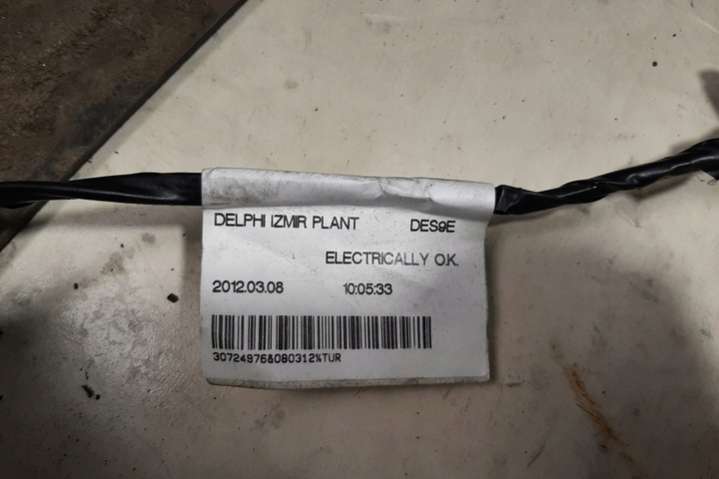 DELPHI IZMIR PLANT DES9E
ELECTRICALLY O.K.
2012.03.08 10:05:33
30724976&080312%TUR